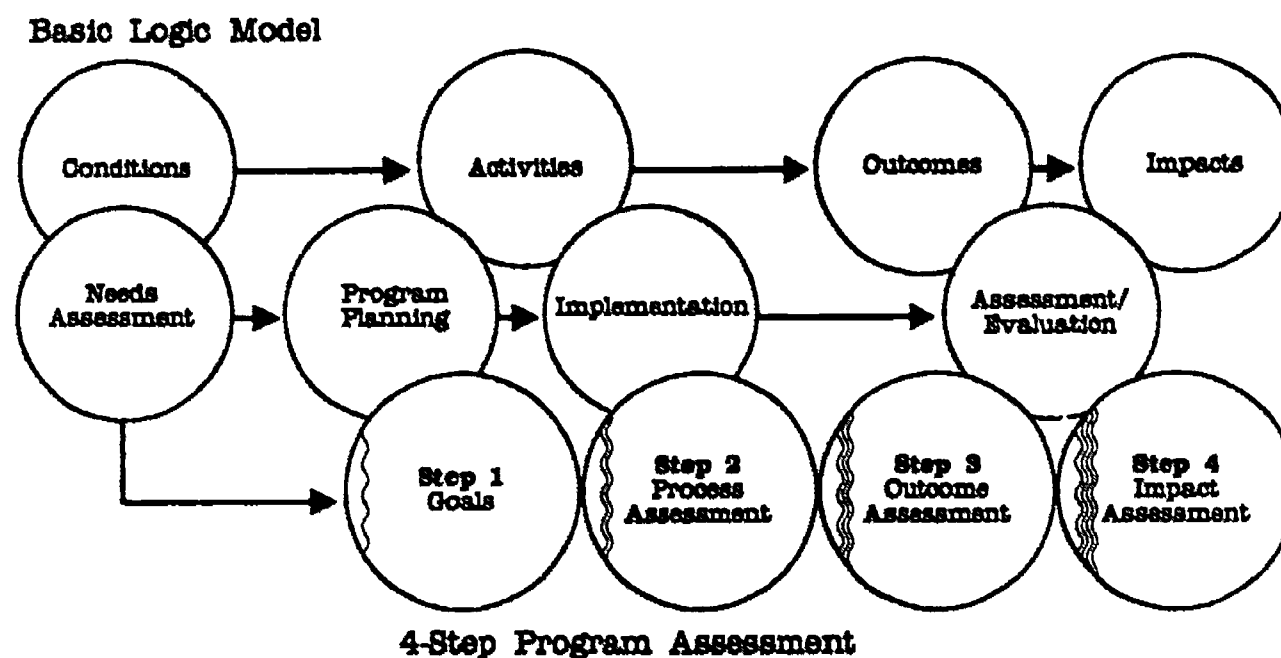 Basic Logic Model
Conditions
Activities
Outcomes
Impacts
Needs
Assessment
Program
Planning
Implementation
Assessment/
Evaluation
Step 1
Goals
Step 2
Process
Assessment
Step 3
Outcome
Assessment
Step 4
Impact
Assessment
4-Step Program Assessment